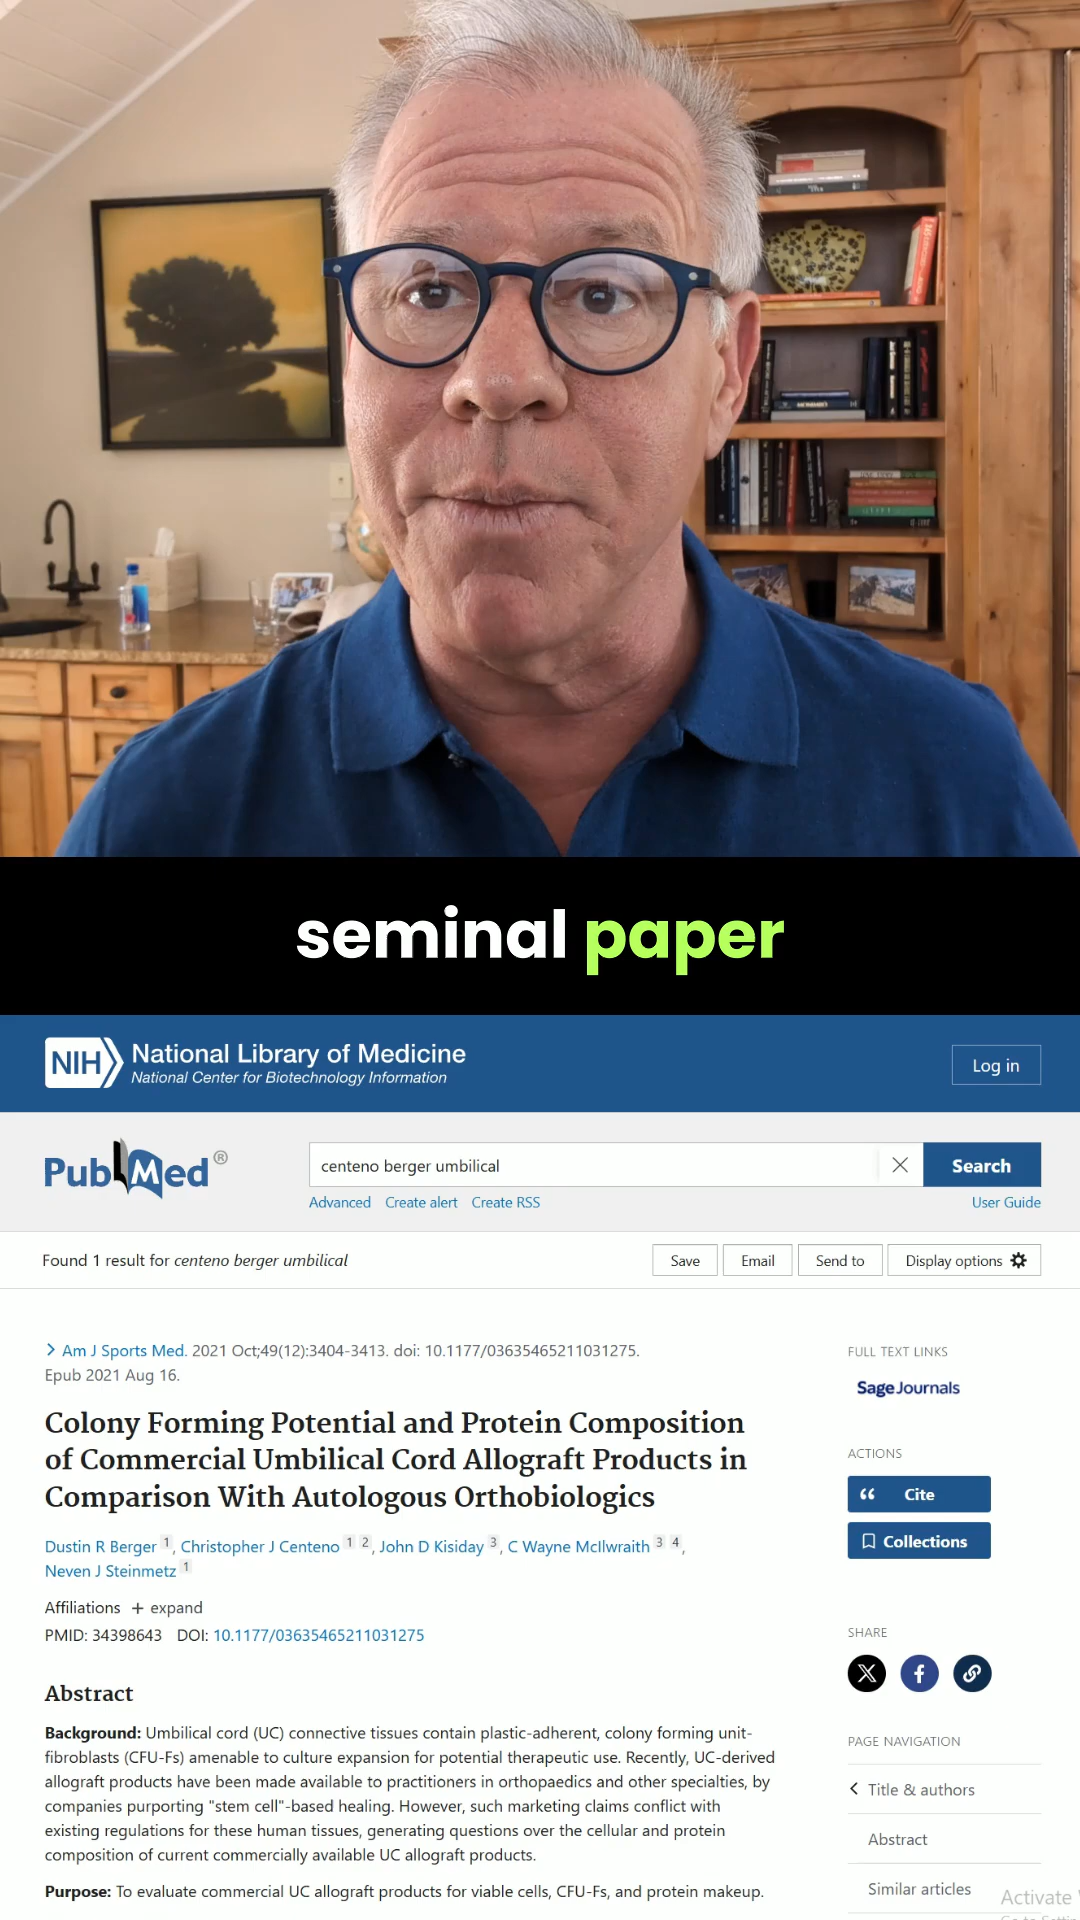 seminal paper
NIH National Library of Medicine
National Center for Biotechnology Information
Log in
PubMed®
centeno berger umbilical
Search
Advanced Create alert Create RSS
User Guide
Found 1 result for centeno berger umbilical
Save Email Send to Display options
Am J Sports Med. 2021 Oct;49(12):3404-3413. doi: 10.1177/03635465211031275.
Epub 2021 Aug 16.
Colony Forming Potential and Protein Composition
of Commercial Umbilical Cord Allograft Products in
Comparison With Autologous Orthobiologics
Dustin R Berger 1, Christopher J Centeno 1 2, John D Kisiday 3, C Wayne McIlwraith 3 4,
Neven J Steinmetz 1
Affiliations + expand
PMID: 34398643 DOI: 10.1177/03635465211031275
Abstract
Background: Umbilical cord (UC) connective tissues contain plastic-adherent, colony forming unit-
fibroblasts (CFU-Fs) amenable to culture expansion for potential therapeutic use. Recently, UC-derived
allograft products have been made available to practitioners in orthopaedics and other specialties, by
companies purporting "stem cell"-based healing. However, such marketing claims conflict with
existing regulations for these human tissues, generating questions over the cellular and protein
composition of current commercially available UC allograft products.
Purpose: To evaluate commercial UC allograft products for viable cells, CFU-Fs, and protein makeup.
FULL TEXT LINKS
Sage Journals
ACTIONS
Cite
Collections
SHARE
PAGE NAVIGATION
Title & authors
Abstract
Similar articles
Activate